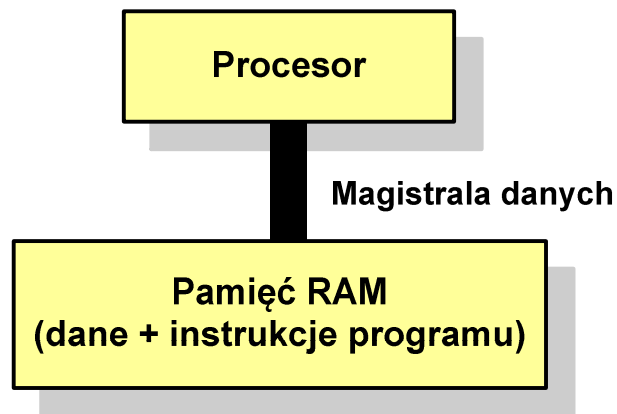 Procesor
Magistrala danych
Pamięć RAM
(dane + instrukcje programu)